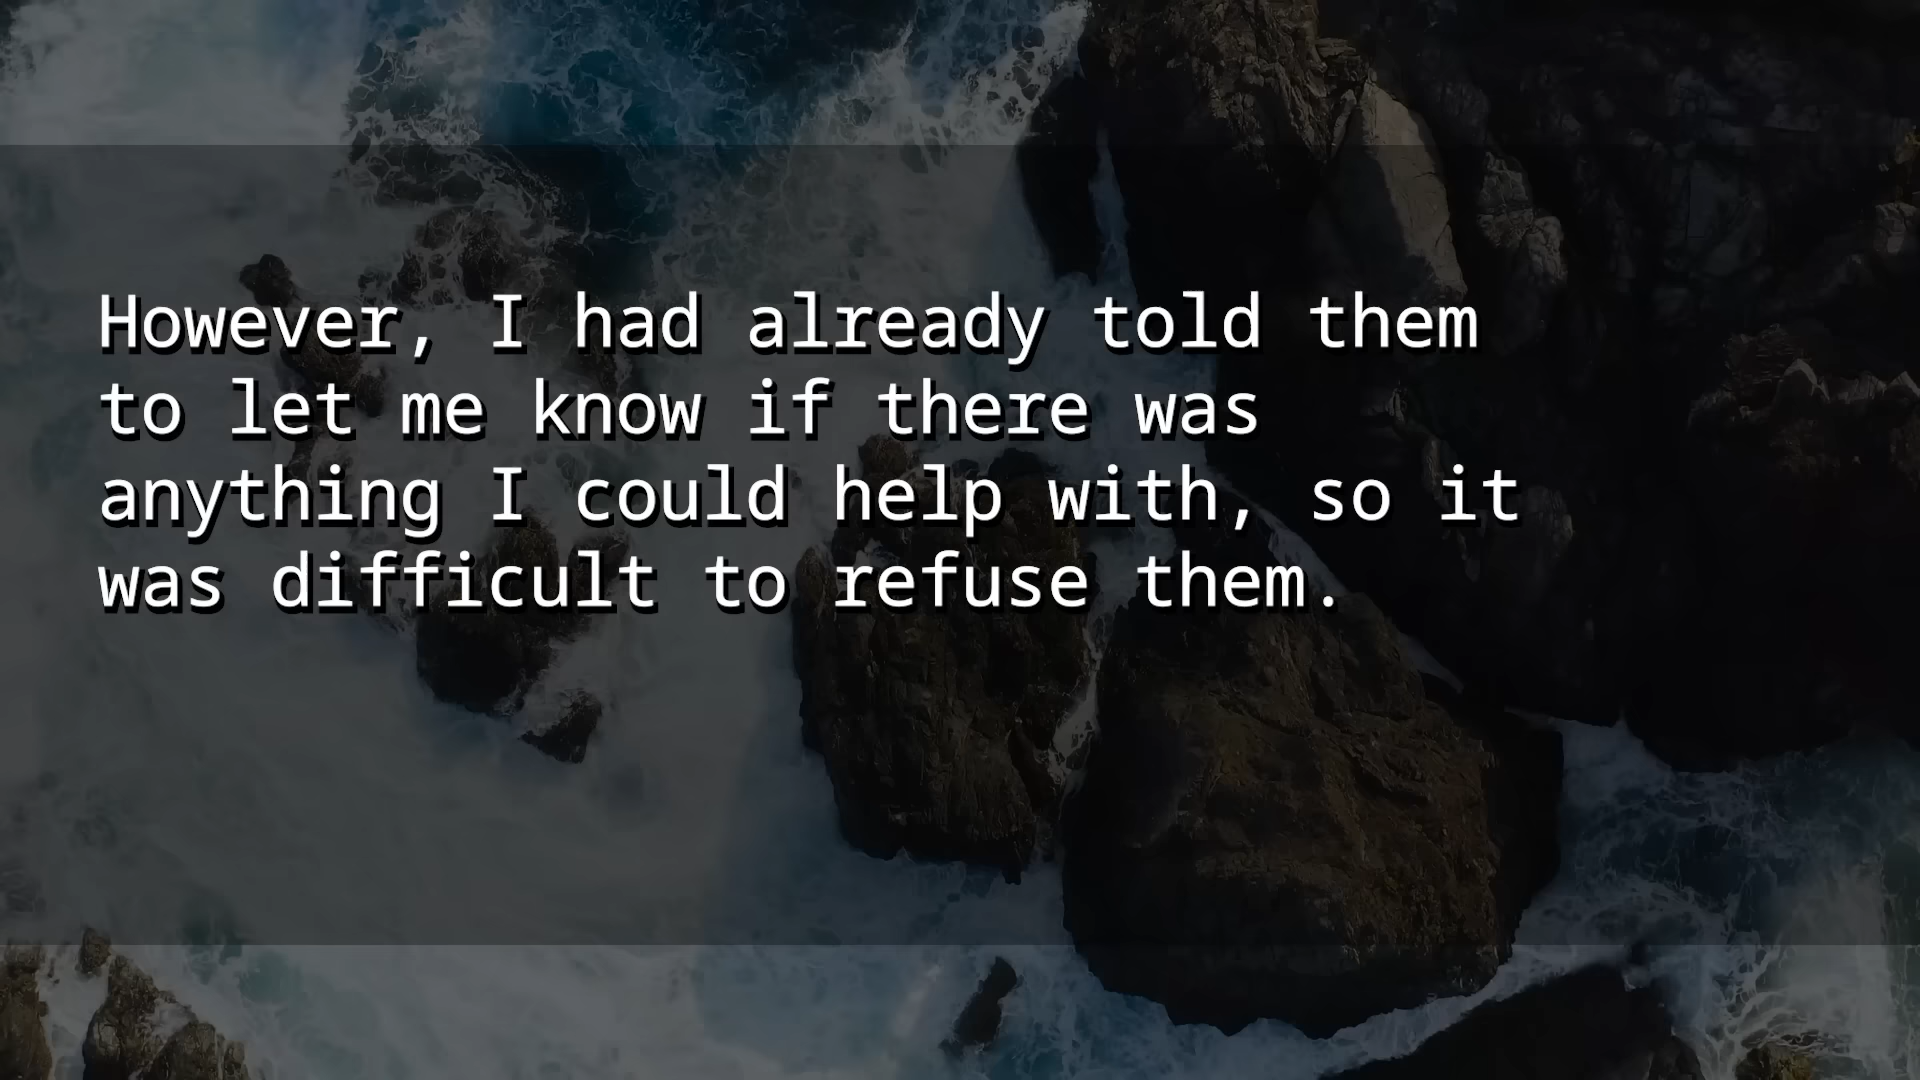 However, I had already told them
to let me know if there was
anything I could help with, so it
was difficult to refuse them.